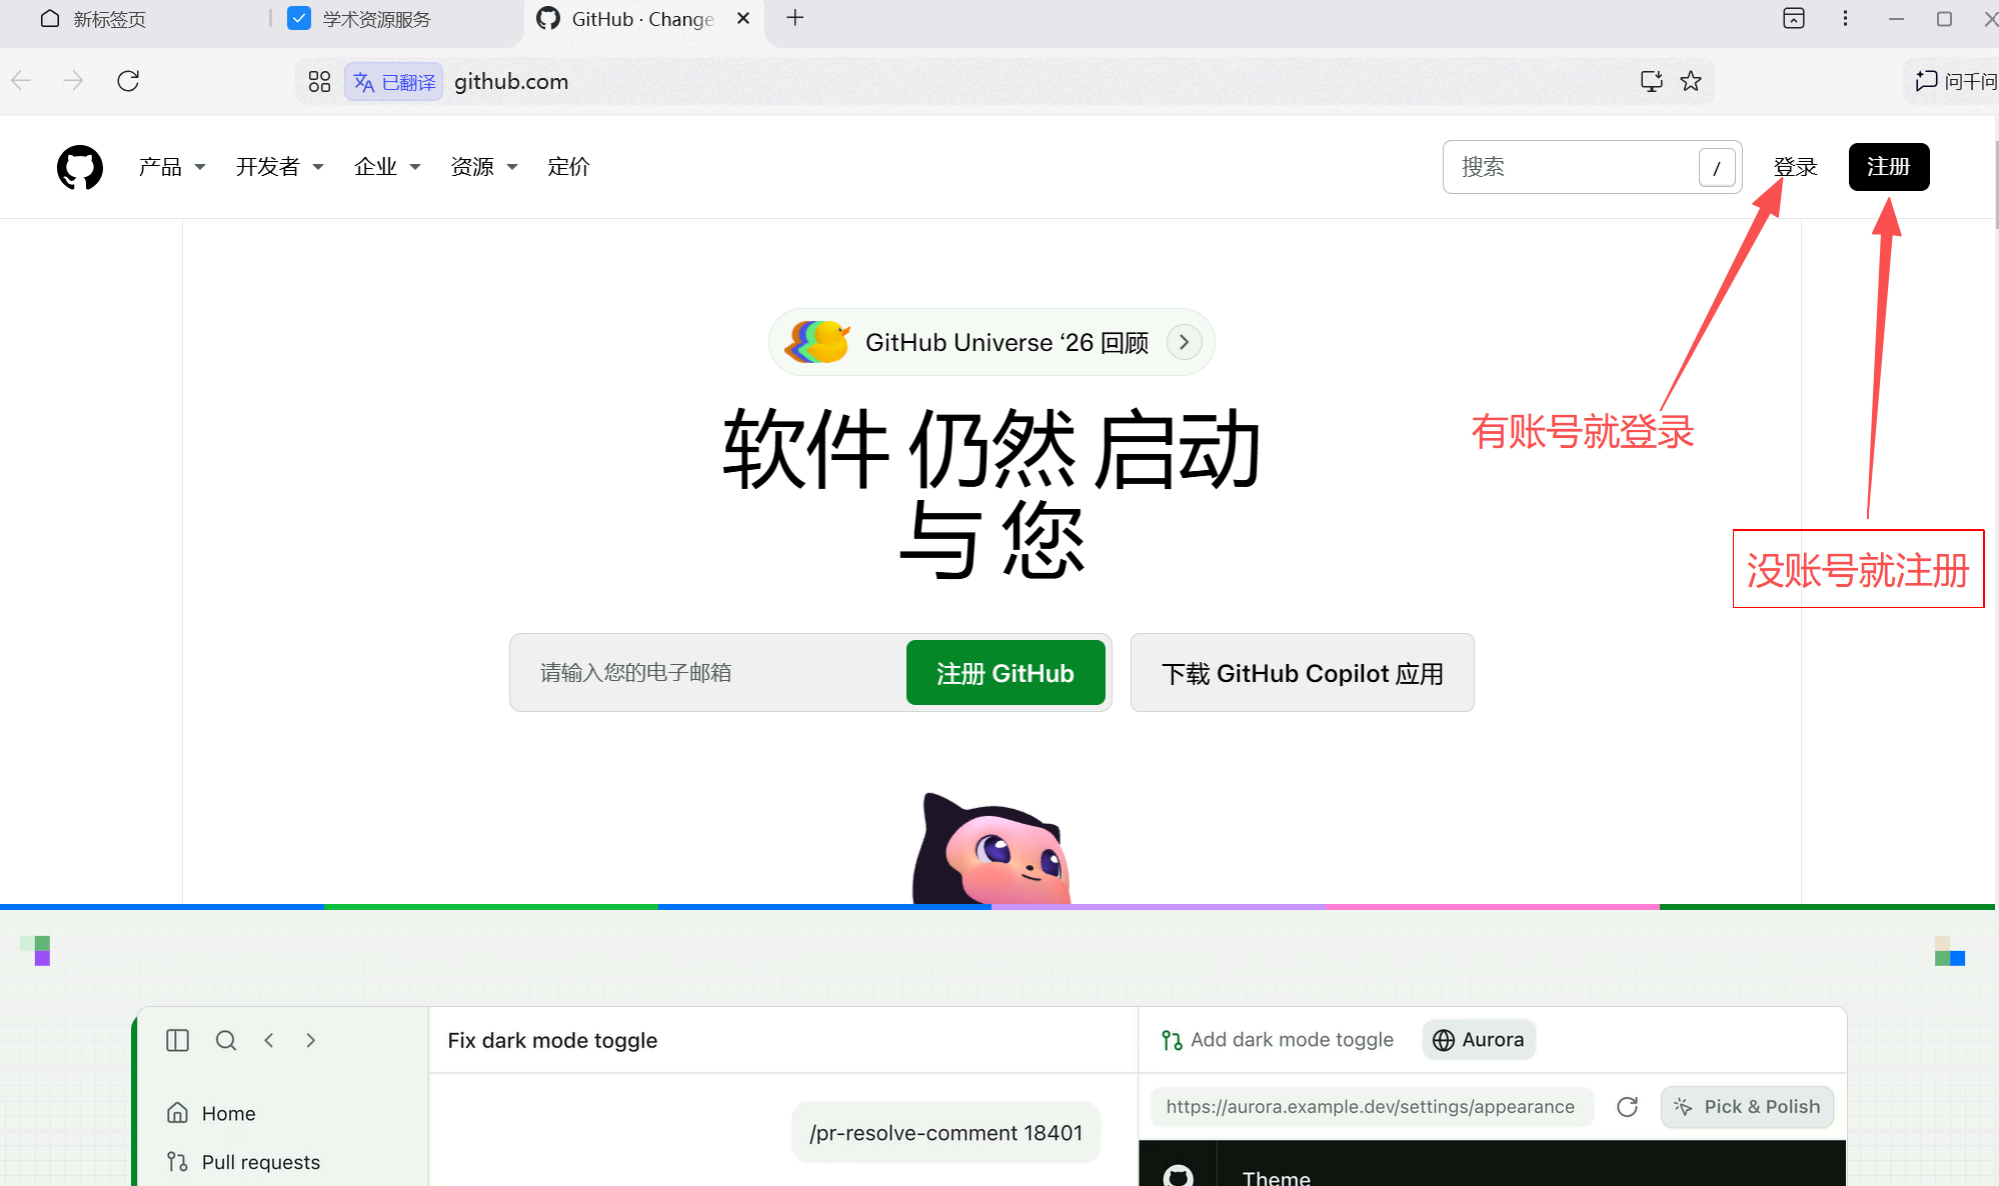 新标签页
学术资源服务
GitHub · Change
已翻译
github.com
问千问
产品
开发者
企业
资源
定价
搜索
/
登录
注册
GitHub Universe ‘26 回顾
软件 仍然 启动
与 您
有账号就登录
没账号就注册
请输入您的电子邮箱
注册 GitHub
下载 GitHub Copilot 应用
Fix dark mode toggle
Add dark mode toggle
Aurora
Home
https://aurora.example.dev/settings/appearance
Pick & Polish
/pr-resolve-comment 18401
Pull requests
Theme